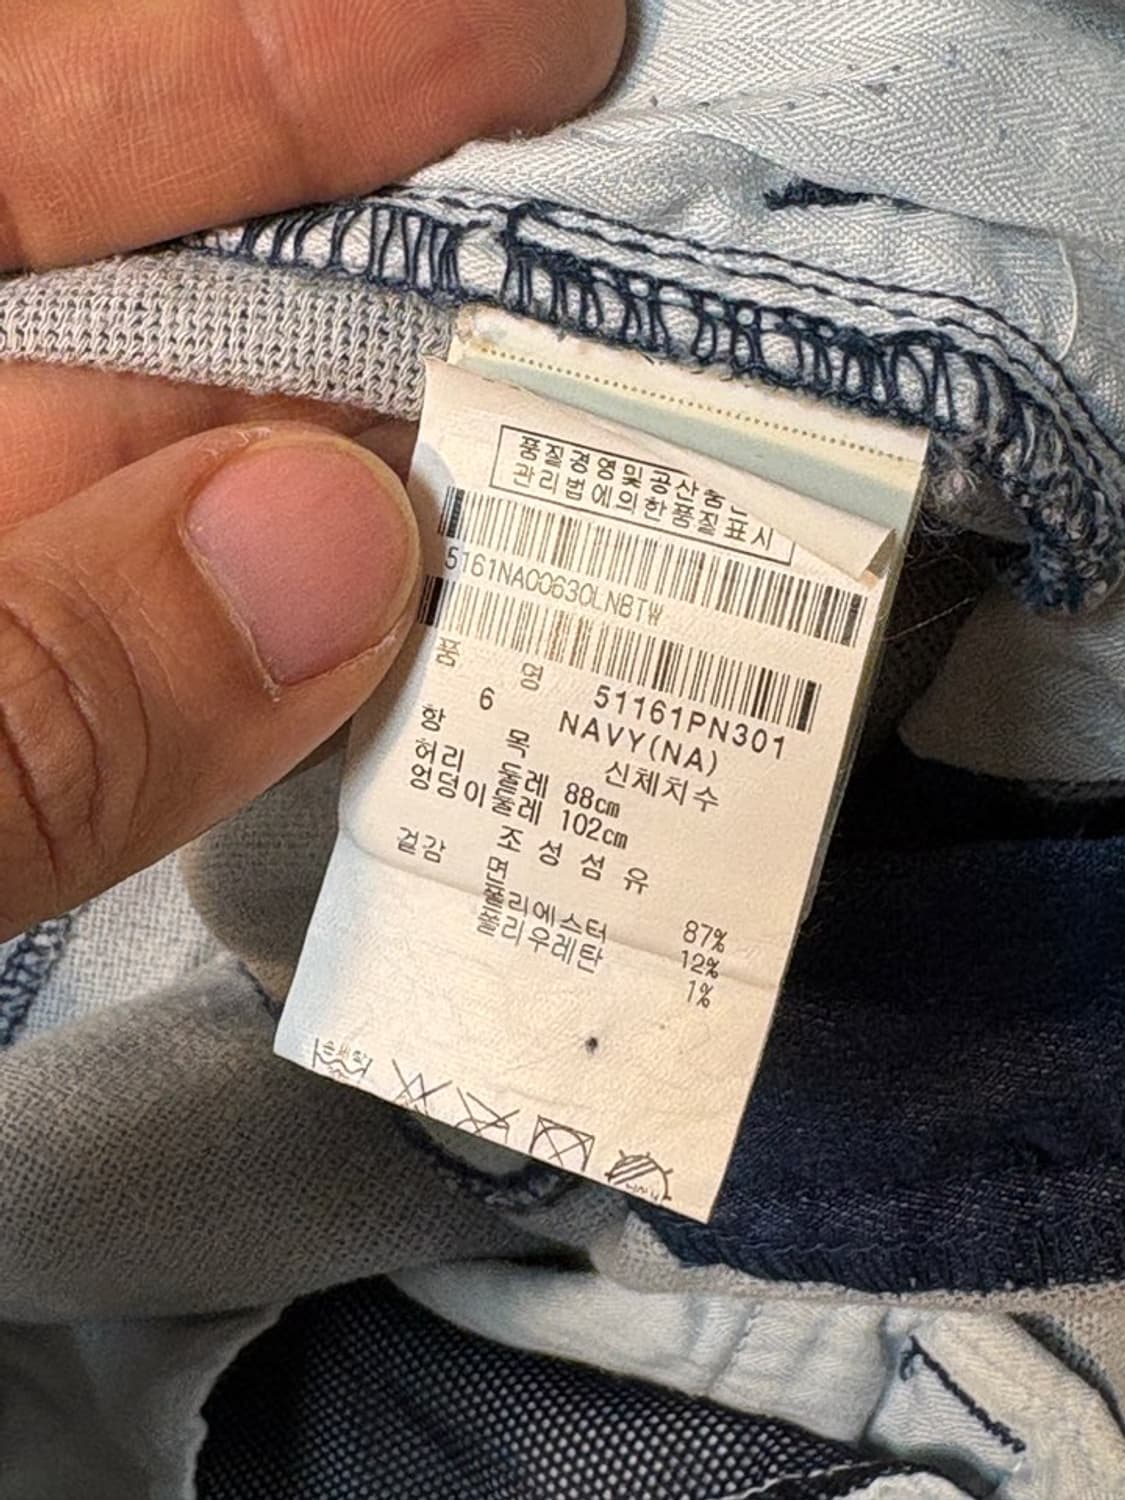 품질경영및공산품
관리법에의한품질표시
5161NA00630LNBTW
품 명 51161PN301
6 NAVY(NA)
항 목 신체치수
허리 둘레 88cm
엉덩이둘레 102cm
조성섬유
겉감 면 87%
폴리에스터 12%
폴리우레탄 1%